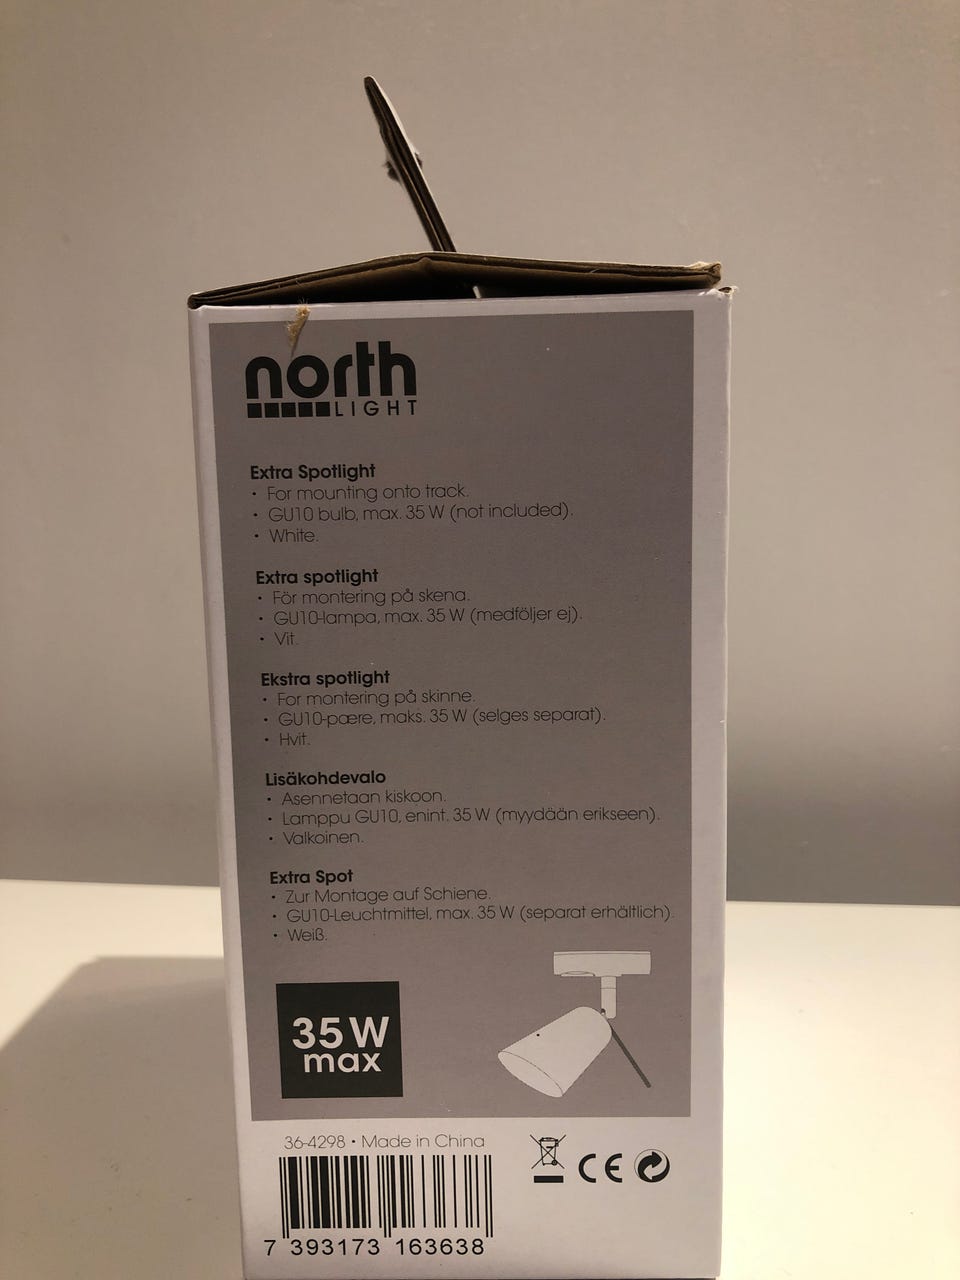 north
LIGHT
Extra Spotlight
• For mounting onto track.
• GU10 bulb, max. 35 W (not included).
• White.
Extra spotlight
• För montering på skena.
• GU10-lampa, max. 35 W (medföljer ej).
• Vit.
Ekstra spotlight
• For montering på skinne.
• GU10-pære, maks. 35 W (selges separat).
• Hvit.
Lisäkohdevalo
• Asennetaan kiskoon.
• Lamppu GU10, enint. 35 W (myydään erikseen).
• Valkoinen.
Extra Spot
• Zur Montage auf Schiene.
• GU10-Leuchtmittel, max. 35 W (separat erhältlich).
• Weiß.
35 W
max
36-4298 • Made in China
CE
7 393173 163638